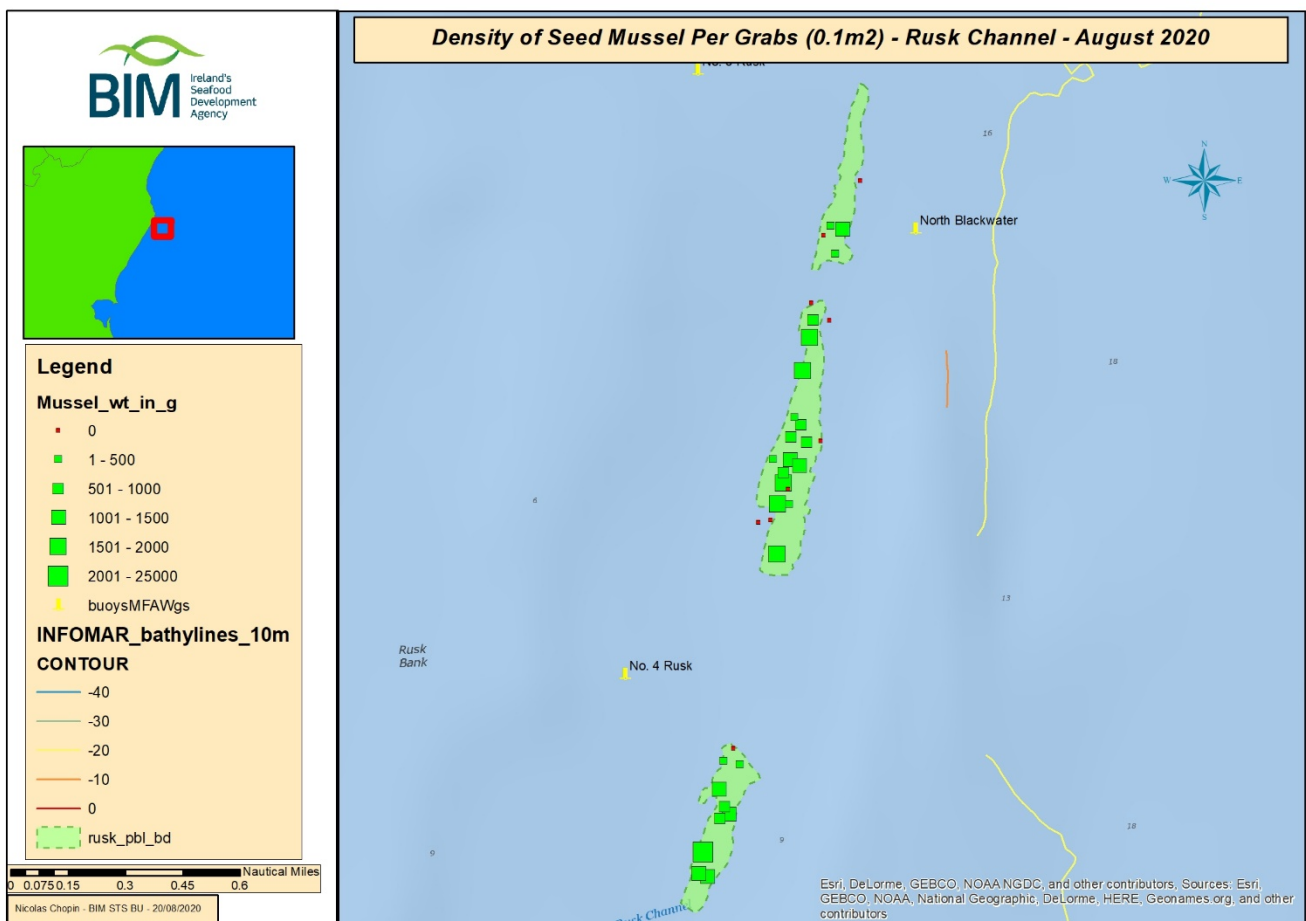 Density of Seed Mussel Per Grabs (0.1m2) - Rusk Channel - August 2020
BIM
Ireland's
Seafood
Development
Agency
Legend
Mussel_wt_in_g
0
1 - 500
501 - 1000
1001 - 1500
1501 - 2000
2001 - 25000
buoysMFAWgs
INFOMAR_bathylines_10m
CONTOUR
-40
-30
-20
-10
0
rusk_pbl_bd
Nautical Miles
0 0.075 0.15 0.3 0.45 0.6
Nicolas Chopin - BIM STS BU - 20/08/2020
16
N
W E
S
North Blackwater
18
6
13
Rusk
Bank
No. 4 Rusk
18
9
9
Rusk Channel
Esri, DeLorme, GEBCO, NOAA NGDC, and other contributors, Sources: Esri,
GEBCO, NOAA, National Geographic, DeLorme, HERE, Geonames.org, and other
contributors